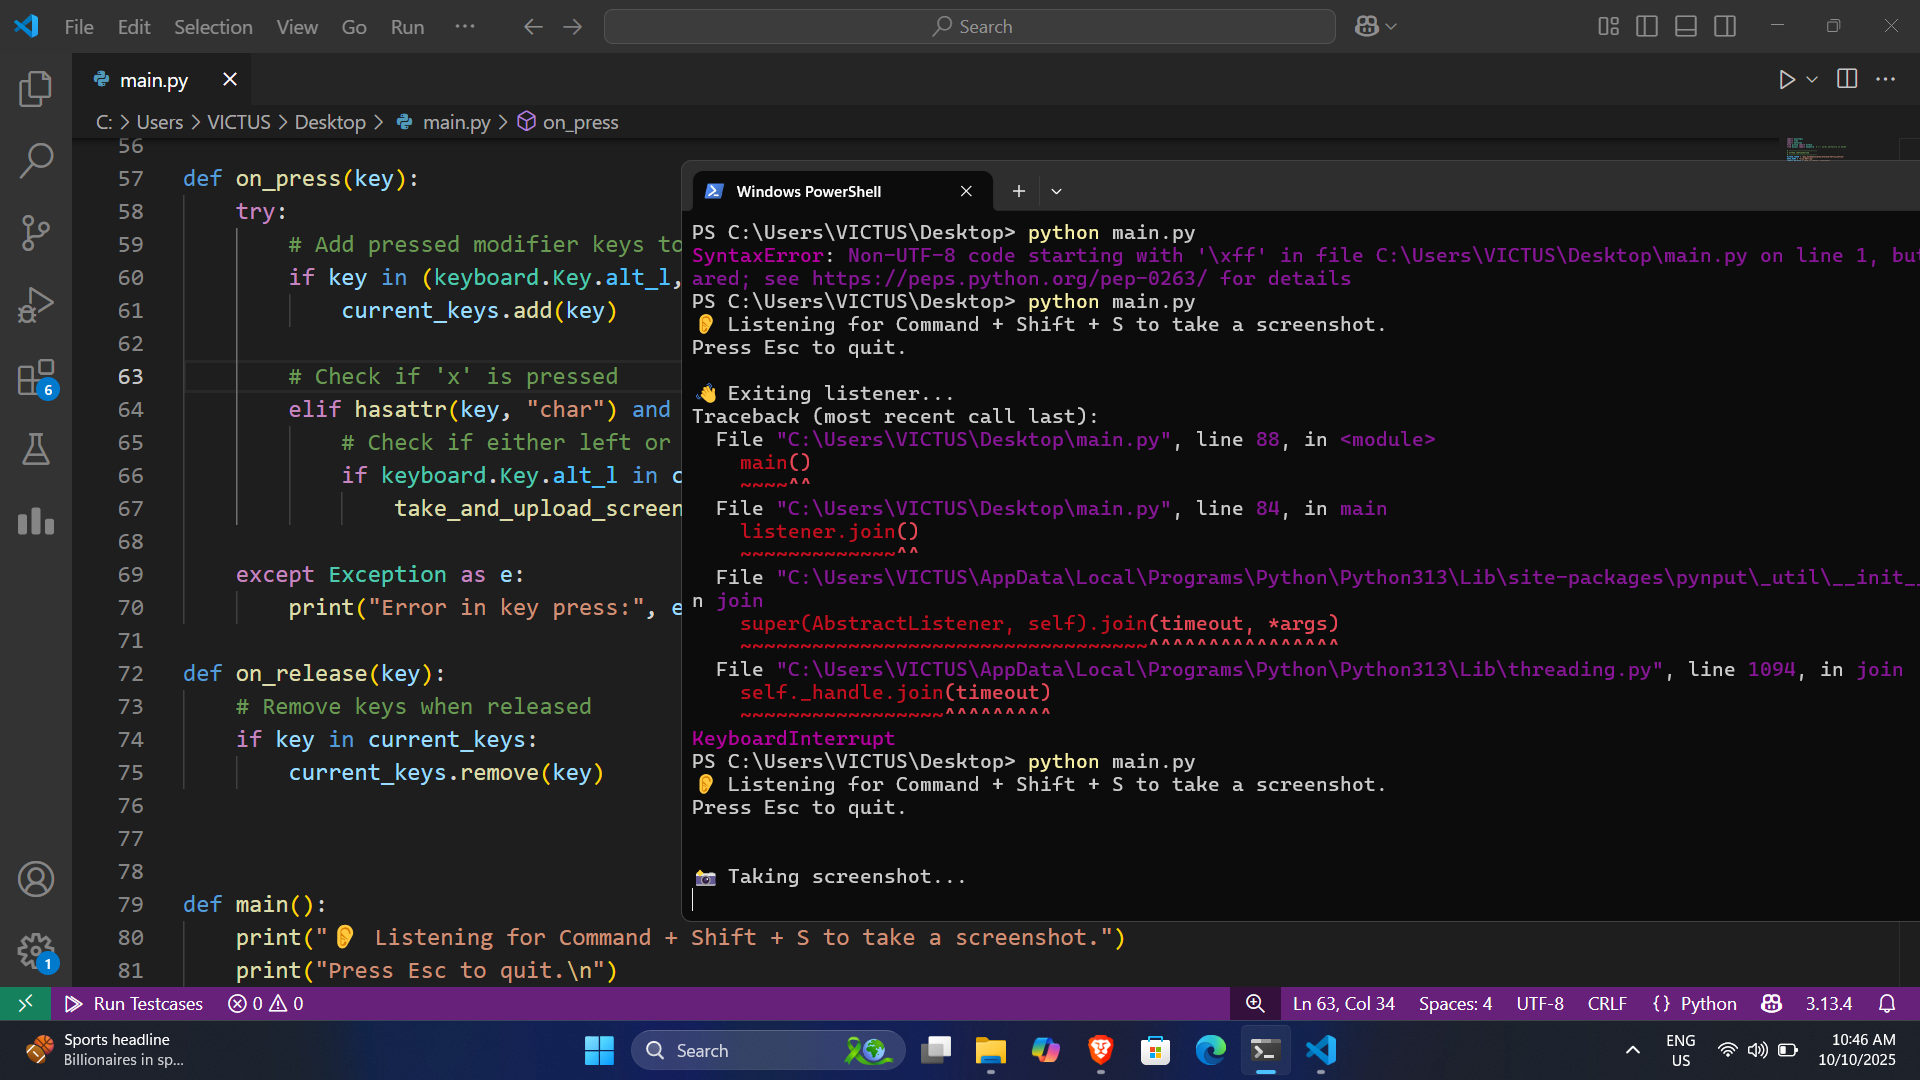 File Edit Selection View Go Run ··· Search
main.py
C: > Users > VICTUS > Desktop > main.py > on_press
56
57 def on_press(key):
58 try:
59 # Add pressed modifier keys to
60 if key in (keyboard.Key.alt_l,
61 current_keys.add(key)
62
63 # Check if 'x' is pressed
64 elif hasattr(key, "char") and
65 # Check if either left or
66 if keyboard.Key.alt_l in c
67 take_and_upload_screen
68
69 except Exception as e:
70 print("Error in key press:", e
71
72 def on_release(key):
73 # Remove keys when released
74 if key in current_keys:
75 current_keys.remove(key)
76
77
78
79 def main():
80 print("👂 Listening for Command + Shift + S to take a screenshot.")
81 print("Press Esc to quit.\n")
Windows PowerShell
PS C:\Users\VICTUS\Desktop> python main.py
SyntaxError: Non-UTF-8 code starting with '\xff' in file C:\Users\VICTUS\Desktop\main.py on line 1, but
ared; see https://peps.python.org/pep-0263/ for details
PS C:\Users\VICTUS\Desktop> python main.py
👂 Listening for Command + Shift + S to take a screenshot.
Press Esc to quit.
👋 Exiting listener...
Traceback (most recent call last):
File "C:\Users\VICTUS\Desktop\main.py", line 88, in <module>
main()
~~~~^^
File "C:\Users\VICTUS\Desktop\main.py", line 84, in main
listener.join()
~~~~~~~~~~~~~^^
File "C:\Users\VICTUS\AppData\Local\Programs\Python\Python313\Lib\site-packages\pynput\_util\__init__
n join
super(AbstractListener, self).join(timeout, *args)
~~~~~~~~~~~~~~~~~~~~~~~~~~~~~~~~~~^^^^^^^^^^^^^^^^
File "C:\Users\VICTUS\AppData\Local\Programs\Python\Python313\Lib\threading.py", line 1094, in join
self._handle.join(timeout)
~~~~~~~~~~~~~~~~~^^^^^^^^^
KeyboardInterrupt
PS C:\Users\VICTUS\Desktop> python main.py
👂 Listening for Command + Shift + S to take a screenshot.
Press Esc to quit.
📸 Taking screenshot...
6
1
Run Testcases 0 0 Ln 63, Col 34 Spaces: 4 UTF-8 CRLF {} Python 3.13.4
Sports headline
Billionaires in sp...
Search
ENG
US
10:46 AM
10/10/2025